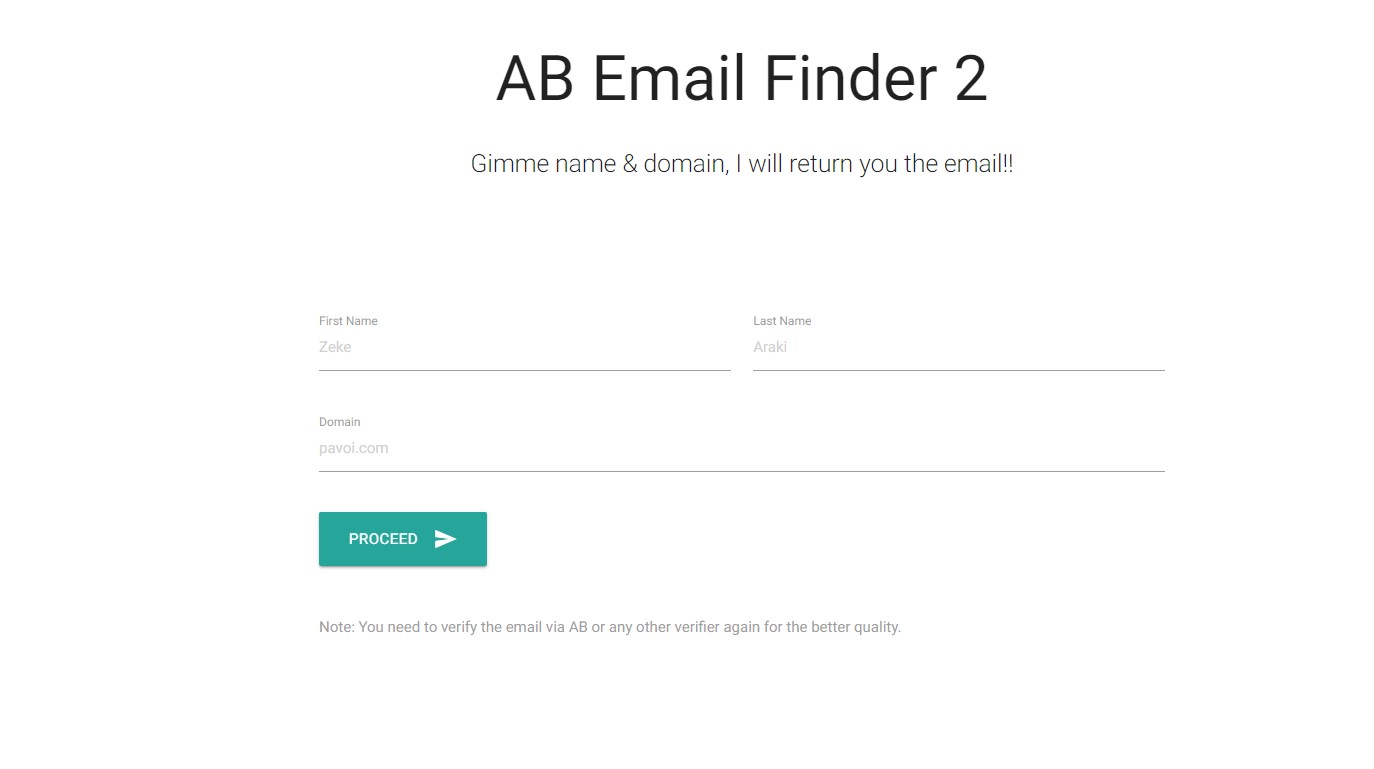 AB Email Finder 2
Gimme name & domain, I will return you the email!!
First Name
Last Name
Zeke
Araki
Domain
pavoi.com
PROCEED
Note: You need to verify the email via AB or any other verifier again for the better quality.